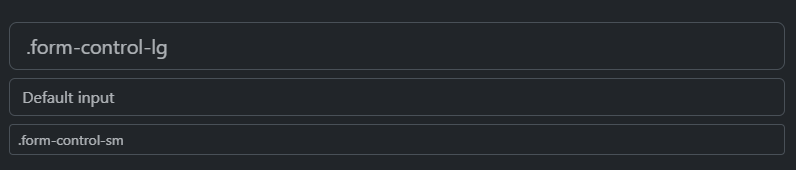 .form-control-lg
Default input
.form-control-sm